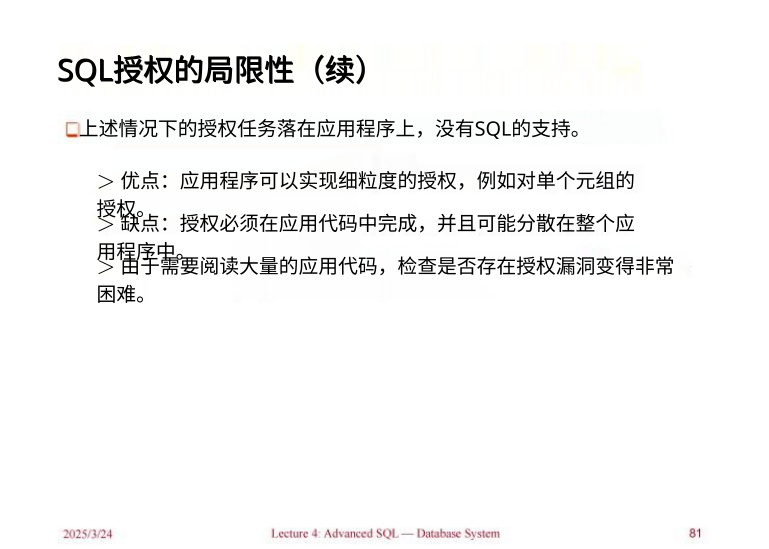 SQL授权的局限性（续）
上述情况下的授权任务落在应用程序上，没有SQL的支持。
> 优点：应用程序可以实现细粒度的授权，例如对单个元组的
授权。
> 缺点：授权必须在应用代码中完成，并且可能分散在整个应
用程序中。
> 由于需要阅读大量的应用代码，检查是否存在授权漏洞变得非常
困难。
2025/3/24
Lecture 4: Advanced SQL — Database System
81